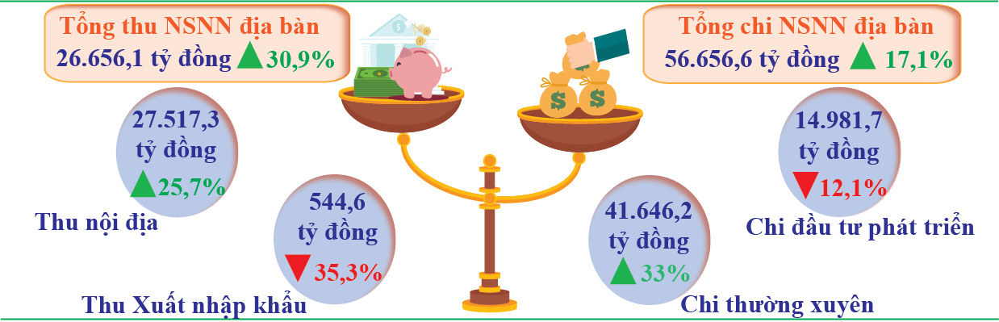 Tổng thu NSNN địa bàn
26.656,1 tỷ đồng 30,9%
Tổng chi NSNN địa bàn
56.656,6 tỷ đồng 17,1%
27.517,3
tỷ đồng
25,7%
Thu nội địa
544,6
tỷ đồng
35,3%
Thu Xuất nhập khẩu
41.646,2
tỷ đồng
33%
Chi thường xuyên
14.981,7
tỷ đồng
12,1%
Chi đầu tư phát triển
$
$
$